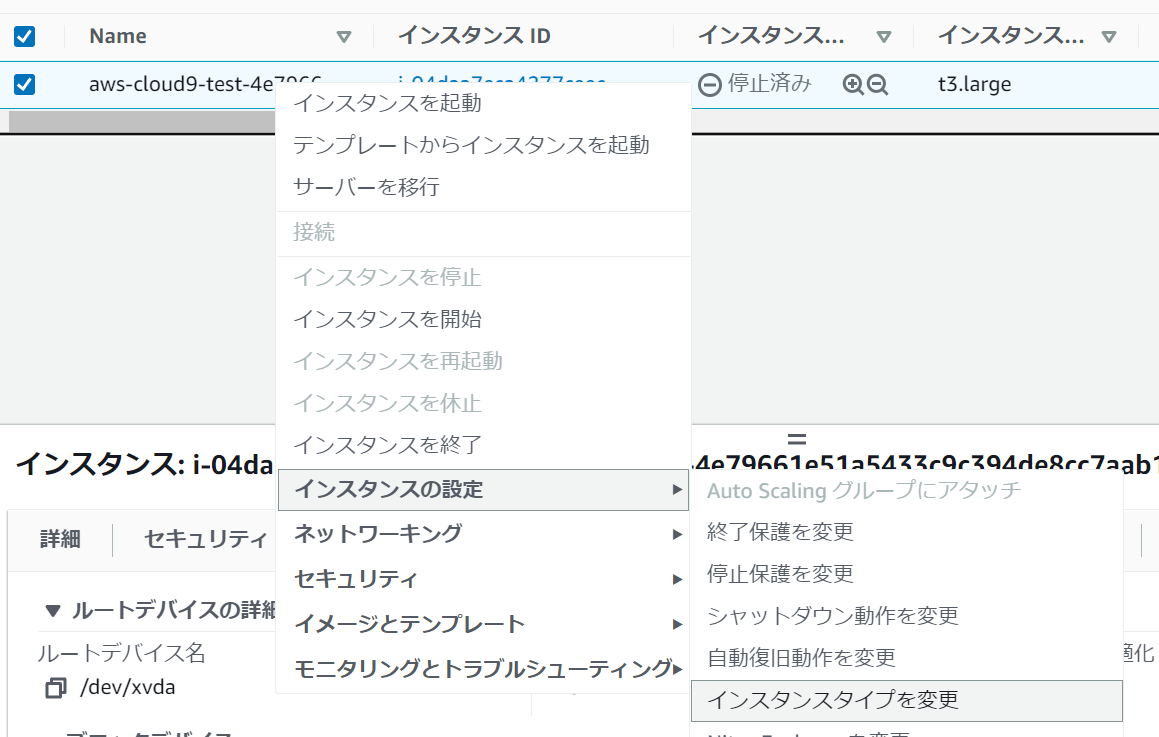 Name インスタンス ID インスタンス... インスタンス...
aws-cloud9-test-4e7966 停止済み t3.large
インスタンスを起動
テンプレートからインスタンスを起動
サーバーを移行
接続
インスタンスを停止
インスタンスを開始
インスタンスを再起動
インスタンスを休止
インスタンスを終了
インスタンス: i-04da -4e79661e51a5433c9c394de8cc7aab1
インスタンスの設定
Auto Scaling グループにアタッチ
終了保護を変更
停止保護を変更
シャットダウン動作を変更
自動復旧動作を変更
インスタンスタイプを変更
ネットワーキング
セキュリティ
イメージとテンプレート
モニタリングとトラブルシューティング
詳細 セキュリティ
ルートデバイスの詳細
ルートデバイス名
/dev/xvda
適化